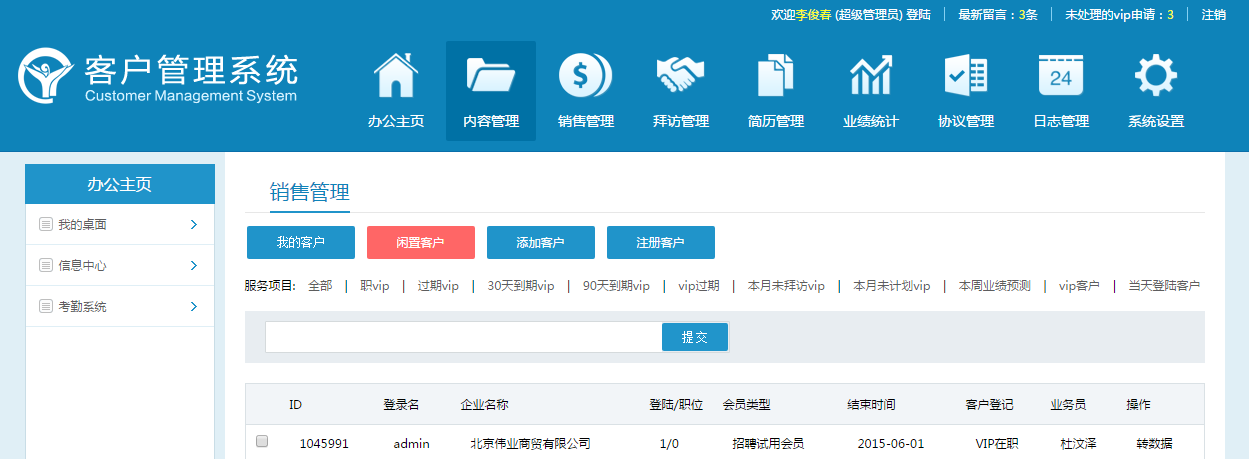 欢迎李俊春 (超级管理员) 登陆 | 最新留言：3条 | 未处理的vip申请：3 | 注销
客户管理系统
Customer Management System
24
办公主页 内容管理 销售管理 拜访管理 简历管理 业绩统计 协议管理 日志管理 系统设置
办公主页
我的桌面
信息中心
考勤系统
销售管理
我的客户 闲置客户 添加客户 注册客户
服务项目: 全部 | 职vip | 过期vip | 30天到期vip | 90天到期vip | vip过期 | 本月未拜访vip | 本月未计划vip | 本周业绩预测 | vip客户 | 当天登陆客户
提交
ID 登录名 企业名称 登陆/职位 会员类型 结束时间 客户登记 业务员 操作
1045991 admin 北京伟业商贸有限公司 1/0 招聘试用会员 2015-06-01 VIP在职 杜汶泽 转数据